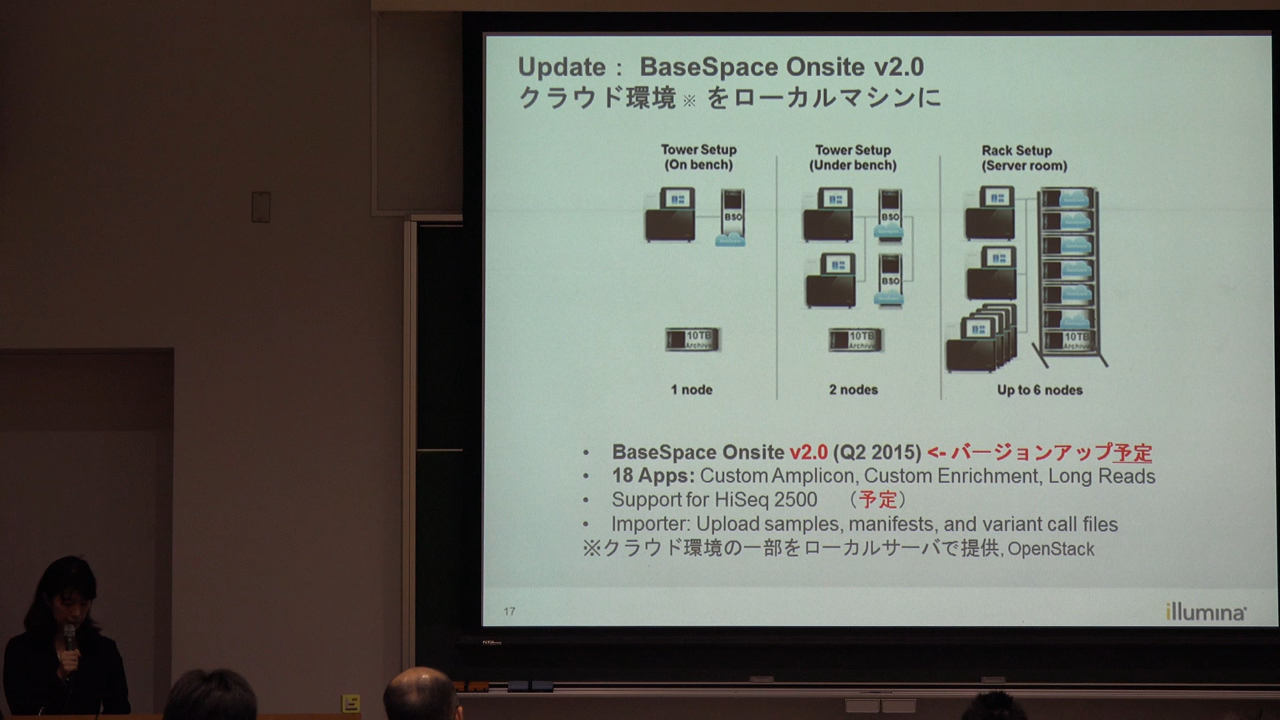 Update： BaseSpace Onsite v2.0
クラウド環境※をローカルマシンに
Tower Setup
(On bench)
Tower Setup
(Under bench)
Rack Setup
(Server room)
BSO
BSO
BSO
10TB
Archive
10TB
Archive
10TB
Archive
1 node
2 nodes
Up to 6 nodes
• BaseSpace Onsite v2.0 (Q2 2015) <- バージョンアップ予定
• 18 Apps: Custom Amplicon, Custom Enrichment, Long Reads
• Support for HiSeq 2500 （予定）
• Importer: Upload samples, manifests, and variant call files
※クラウド環境の一部をローカルサーバで提供, OpenStack
17
illumina